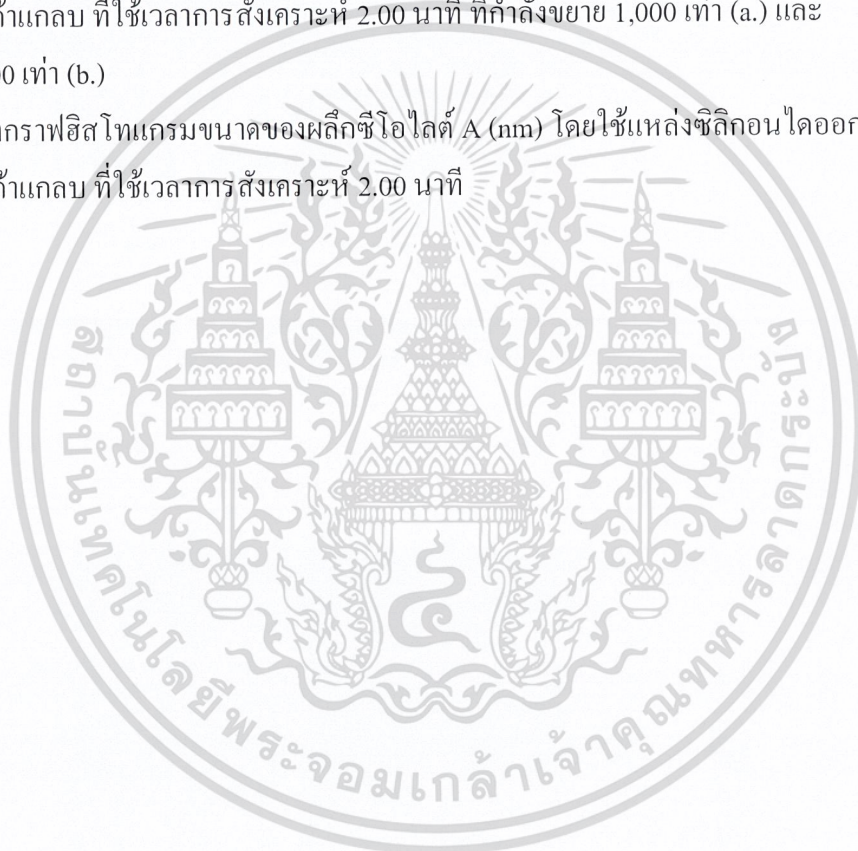 ถ้าแกลบ ที่ใช้เวลาการสังเคราะห์ 2.00 นาที ที่กำลังขยาย 1,000 เท่า (a.) และ
เท่า (b.)
กราฟฮิสโทแกรมขนาดของผลึกซีโอไลต์ A (nm) โดยใช้แหล่งซิลิกอนไดออก
ถ้าแกลบ ที่ใช้เวลาการสังเคราะห์ 2.00 นาที
สถาบันเทคโนโลยีพระจอมเกล้าเจ้าคุณทหารลาดกระบัง